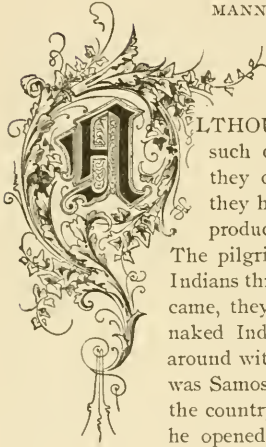 MANN
ALTHOU
such
they
they h
produc
The pilgri
Indians th
came, they
naked Ind
around wit
was Samos
the countr
he opened